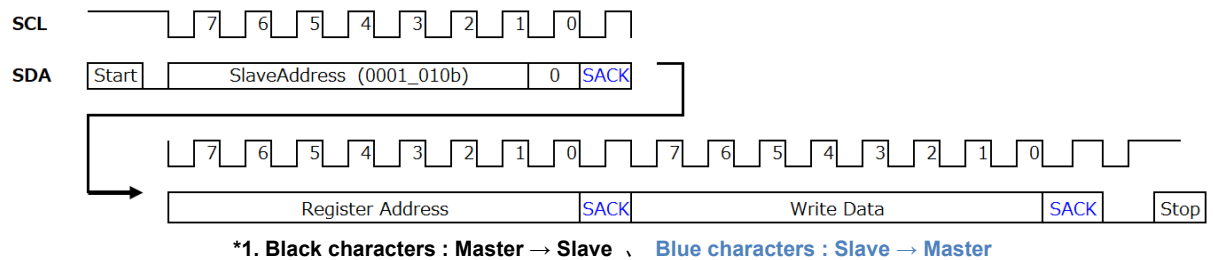 SCL 7 6 5 4 3 2 1 0
SDA Start SlaveAddress (0001_010b) 0 SACK
7 6 5 4 3 2 1 0 7 6 5 4 3 2 1 0
Register Address SACK Write Data SACK Stop
*1. Black characters : Master → Slave 、 Blue characters : Slave → Master